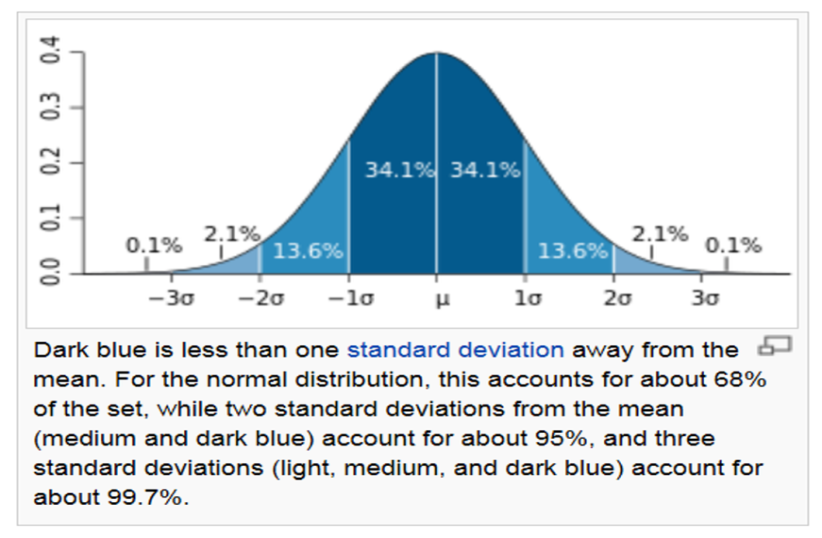 0.4
0.3
0.2
0.1
0.0
34.1% 34.1%
0.1% 2.1% 13.6% 13.6% 2.1% 0.1%
−3σ −2σ −1σ μ 1σ 2σ 3σ
Dark blue is less than one standard deviation away from the
mean. For the normal distribution, this accounts for about 68%
of the set, while two standard deviations from the mean
(medium and dark blue) account for about 95%, and three
standard deviations (light, medium, and dark blue) account for
about 99.7%.